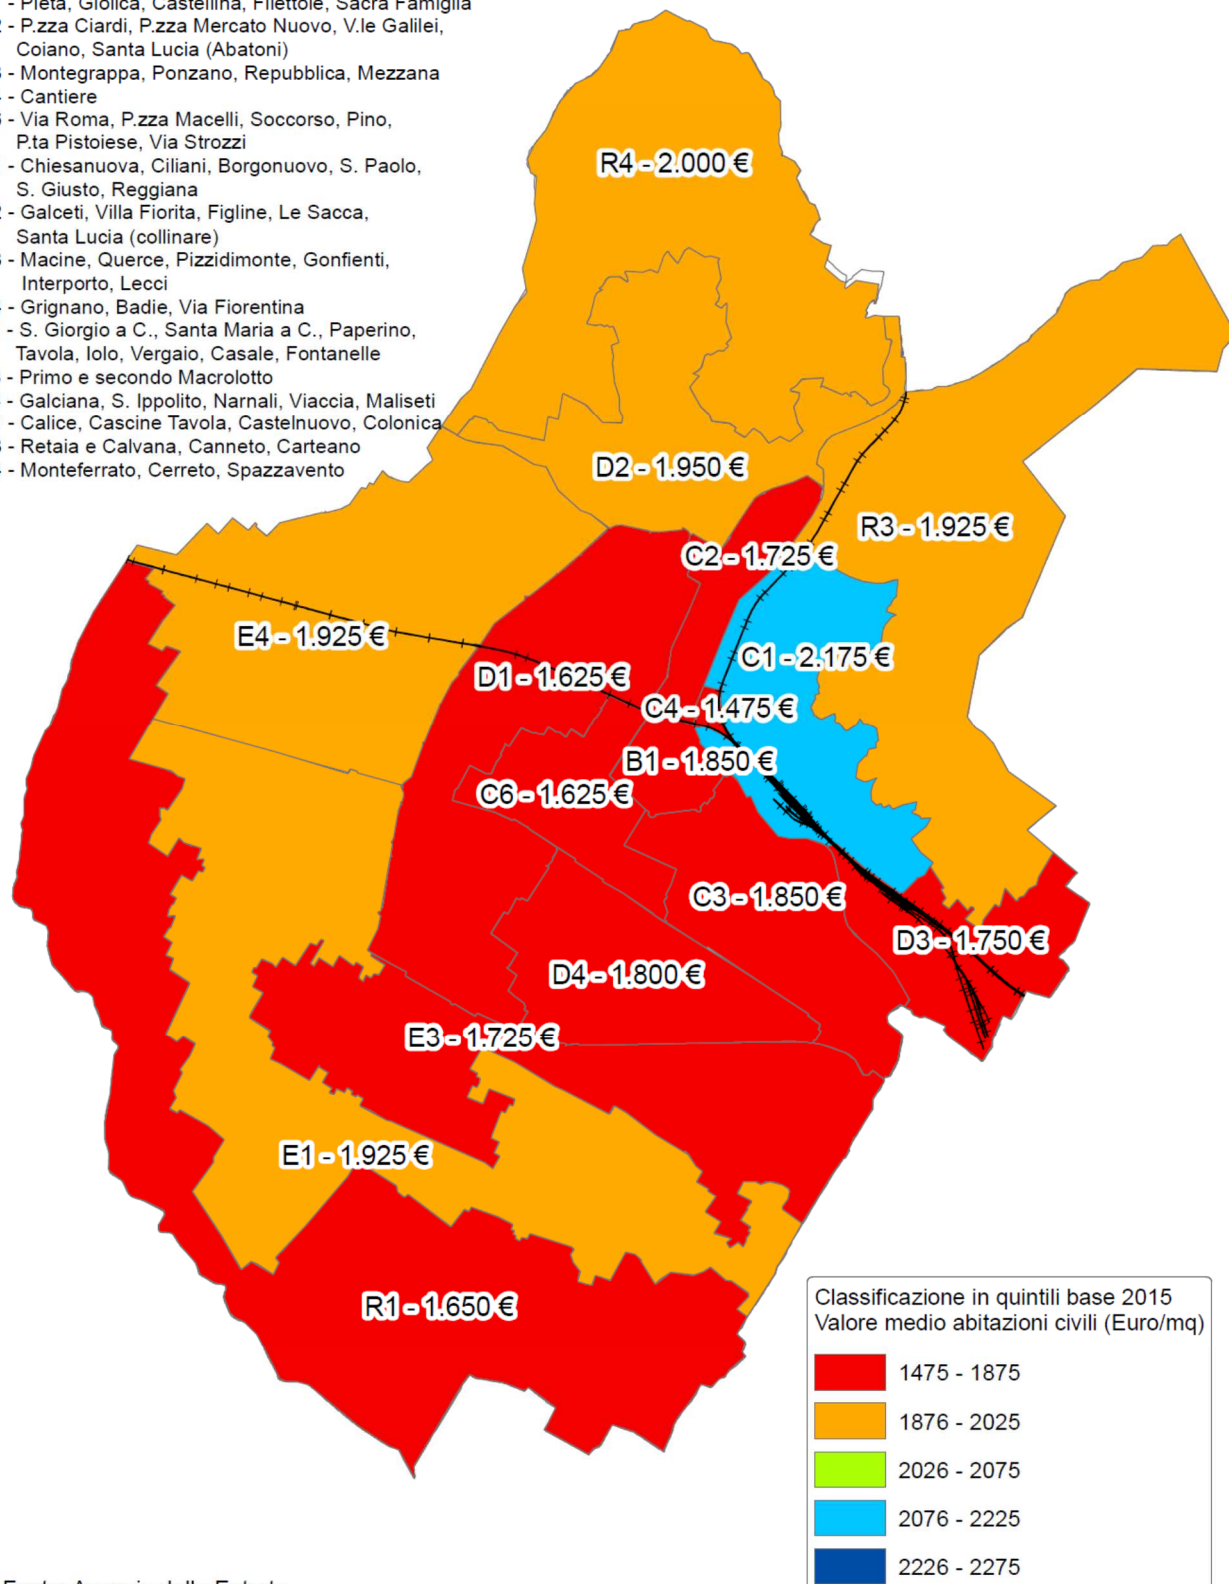 - Pietà, Giolica, Castellina, Filettole, Sacra Famiglia
- P.zza Ciardi, P.zza Mercato Nuovo, V.le Galilei,
Coiano, Santa Lucia (Abatoni)
- Montegrappa, Ponzano, Repubblica, Mezzana
- Cantiere
- Via Roma, P.zza Macelli, Soccorso, Pino,
P.ta Pistoiese, Via Strozzi
- Chiesanuova, Ciliani, Borgonuovo, S. Paolo,
S. Giusto, Reggiana
- Galceti, Villa Fiorita, Figline, Le Sacca,
Santa Lucia (collinare)
- Macine, Querce, Pizzidimonte, Gonfienti,
Interporto, Lecci
- Grignano, Badie, Via Fiorentina
- S. Giorgio a C., Santa Maria a C., Paperino,
Tavola, Iolo, Vergaio, Casale, Fontanelle
- Primo e secondo Macrolotto
- Galciana, S. Ippolito, Narnali, Viaccia, Maliseti
- Calice, Cascine Tavola, Castelnuovo, Colonica
- Retaia e Calvana, Canneto, Carteano
- Monteferrato, Cerreto, Spazzavento
R4 - 2.000 €
D2 - 1.950 €
R3 - 1.925 €
C2 - 1.725 €
E4 - 1.925 €
C1 - 2.175 €
D1 - 1.625 €
C4 - 1.475 €
B1 - 1.850 €
C6 - 1.625 €
C3 - 1.850 €
D3 - 1.750 €
D4 - 1.800 €
E3 - 1.725 €
E1 - 1.925 €
R1 - 1.650 €
Classificazione in quintili base 2015
Valore medio abitazioni civili (Euro/mq)
1475 - 1875
1876 - 2025
2026 - 2075
2076 - 2225
2226 - 2275